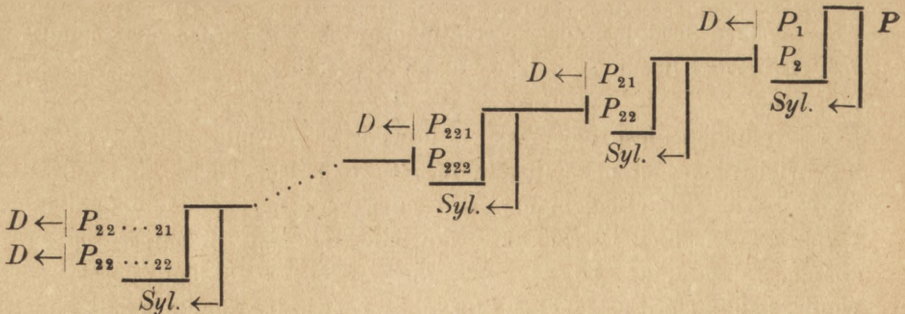 D ←| P₁ P
P₂
D ←| P₂₁
Syl. ←
P₂₂
D ←| P₂₂₁
Syl. ←
P₂₂₂
Syl. ←
D ←| P₂₂...₂₁
D ←| P₂₂...₂₂
Syl. ←